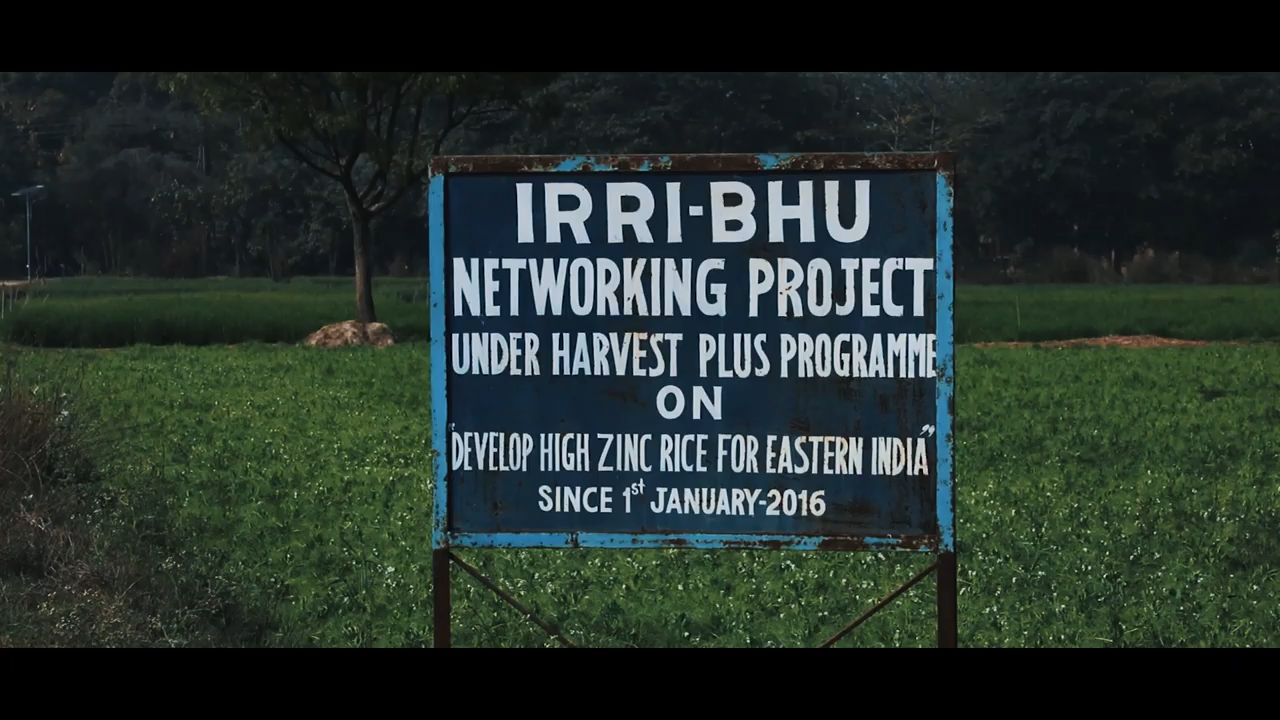 IRRI-BHU
NETWORKING PROJECT
UNDER HARVEST PLUS PROGRAMME
ON
"DEVELOP HIGH ZINC RICE FOR EASTERN INDIA"
SINCE 1st JANUARY-2016